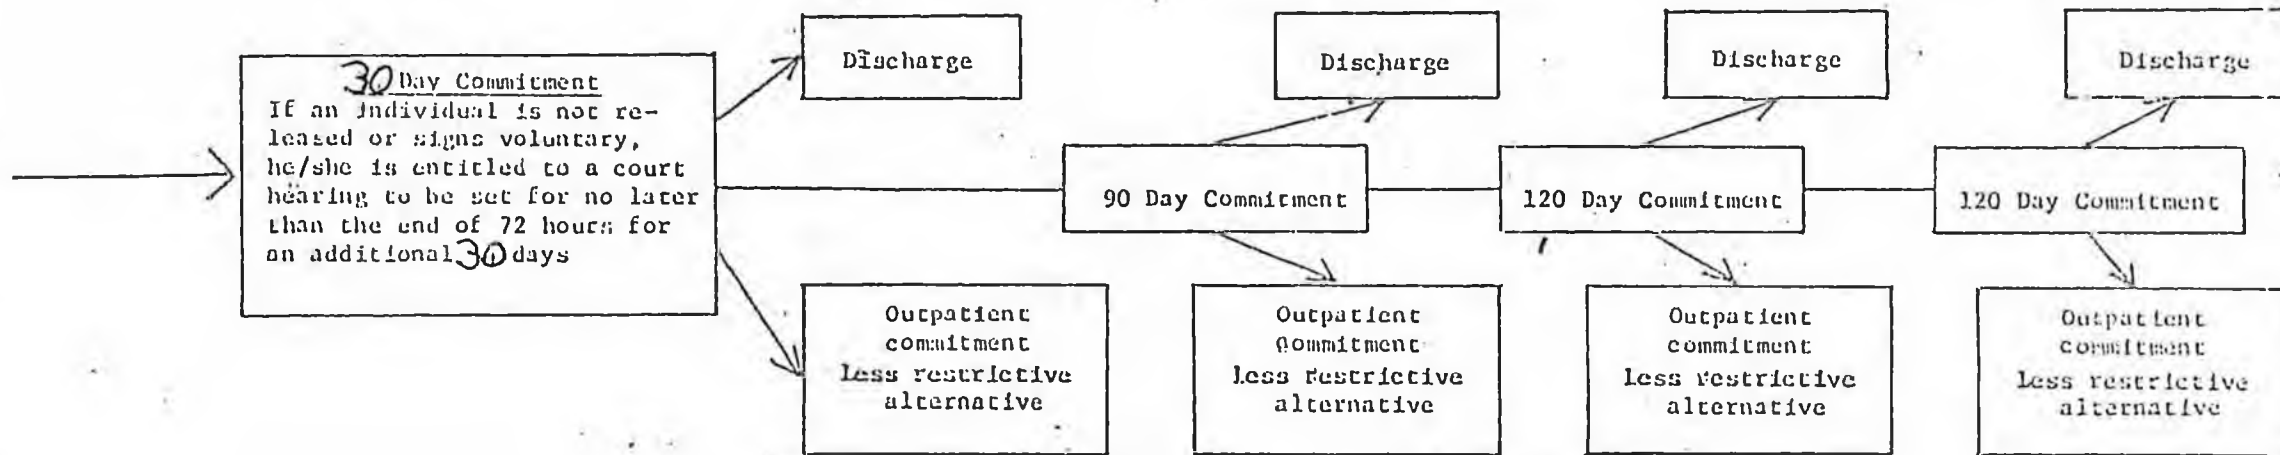 30 Day Commitment
If an individual is not re-
leased or signs voluntary,
he/she is entitled to a court
hearing to be set for no later
than the end of 72 hours for
an additional 30 days
Discharge
Discharge
Discharge
Discharge
90 Day Commitment
120 Day Commitment
120 Day Commitment
Outpatient
commitment
Less restrictive
alternative
Outpatient
commitment
Less restrictive
alternative
Outpatient
commitment
Less restrictive
alternative
Outpatient
commitment
Less restrictive
alternative